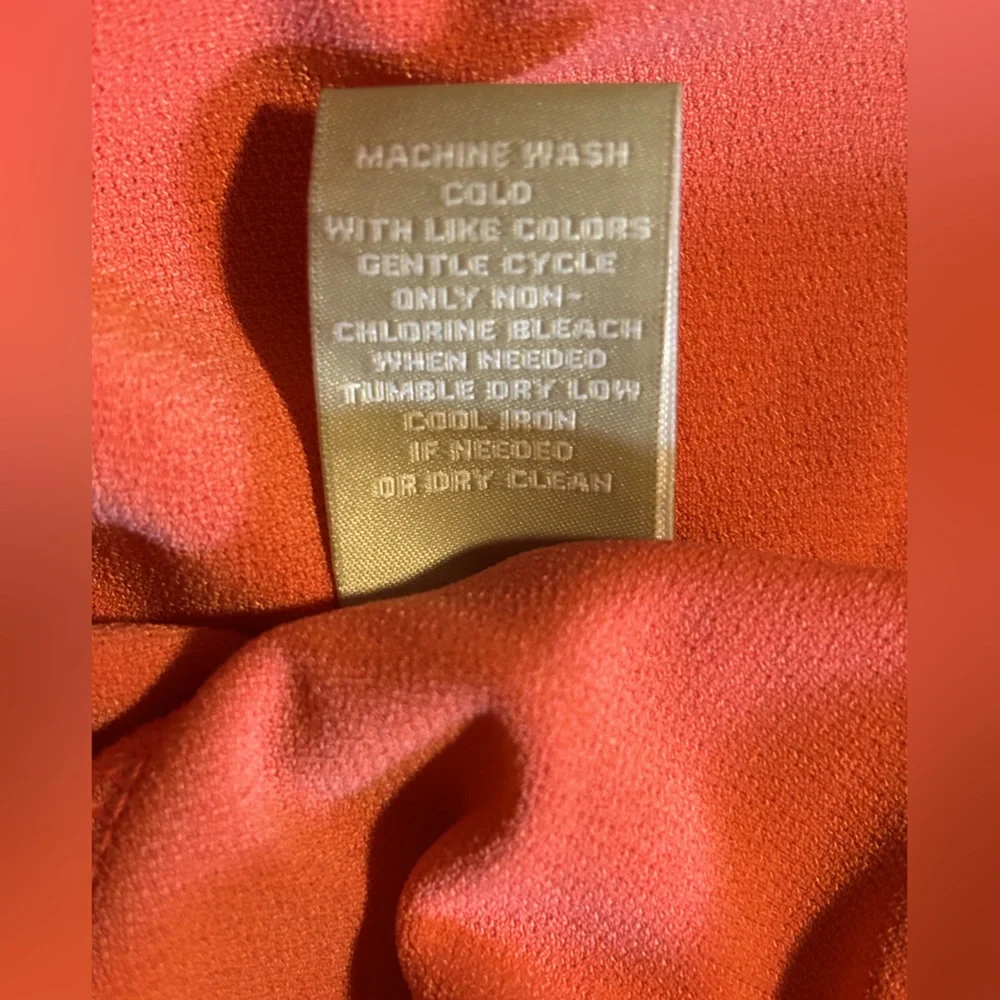 MACHINE WASH
COLD
WITH LIKE COLORS
GENTLE CYCLE
ONLY NON-
CHLORINE BLEACH
WHEN NEEDED
TUMBLE DRY LOW
COOL IRON
IF NEEDED
OR DRY CLEAN